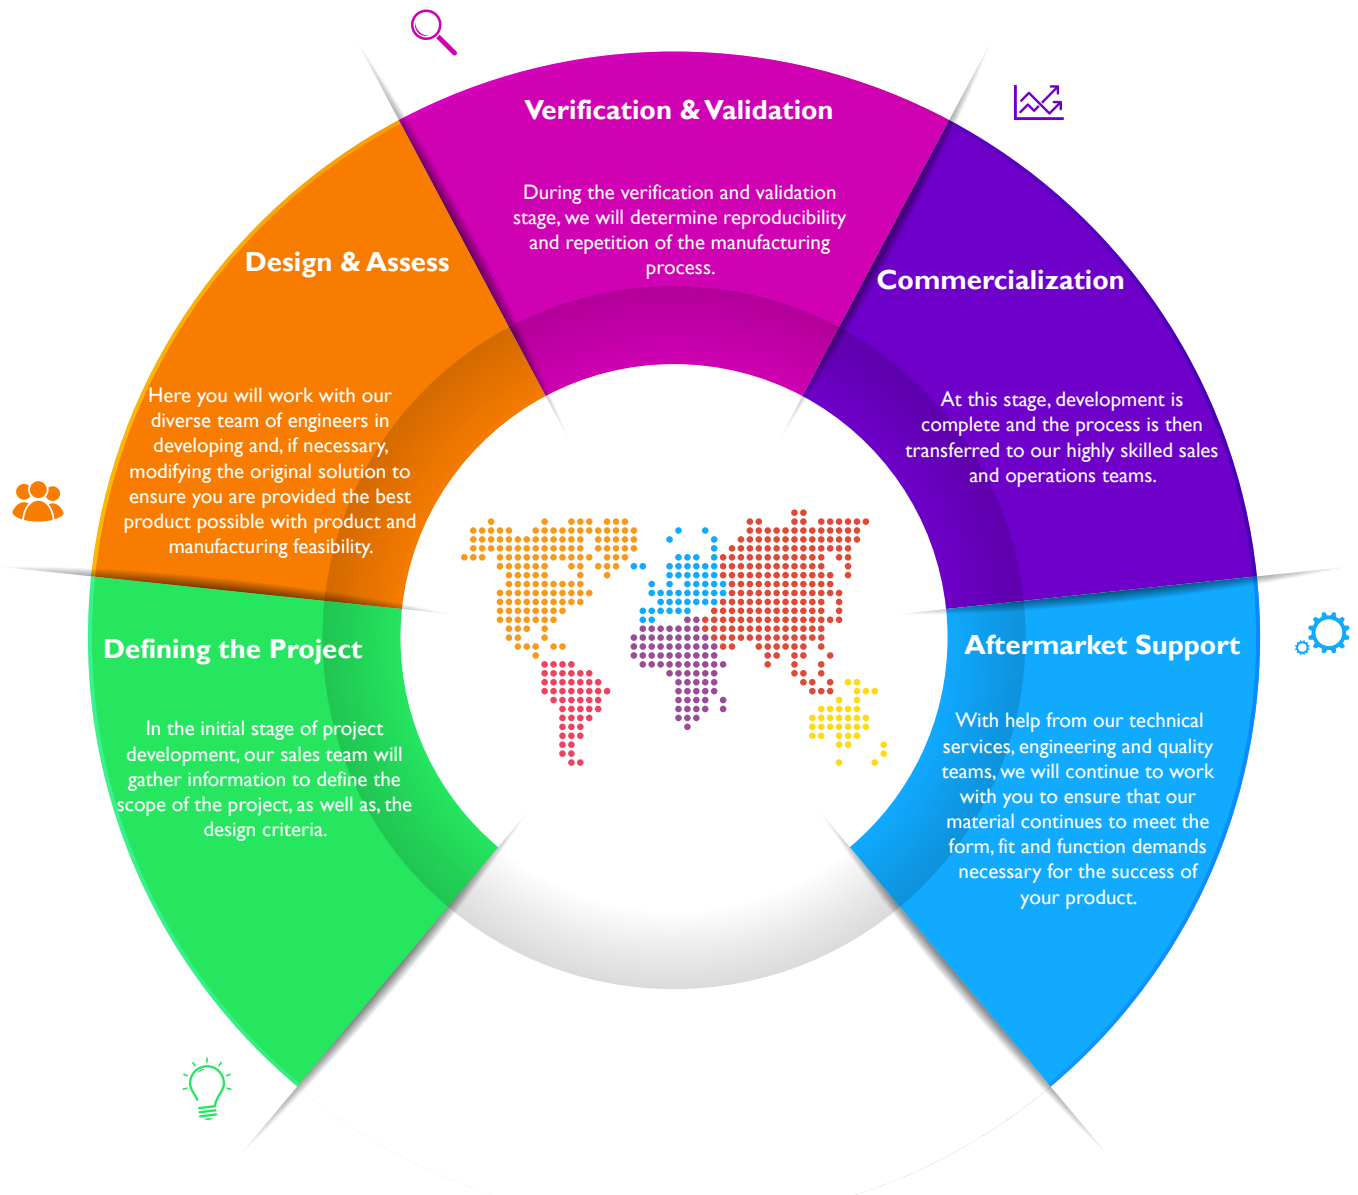 Verification & Validation
During the verification and validation
stage, we will determine reproducibility
and repetition of the manufacturing
process.
Design & Assess
Here you will work with our
diverse team of engineers in
developing and, if necessary,
modifying the original solution to
ensure you are provided the best
product possible with product and
manufacturing feasibility.
Commercialization
At this stage, development is
complete and the process is then
transferred to our highly skilled sales
and operations teams.
Defining the Project
In the initial stage of project
development, our sales team will
gather information to define the
scope of the project, as well as, the
design criteria.
Aftermarket Support
With help from our technical
services, engineering and quality
teams, we will continue to work
with you to ensure that our
material continues to meet the
form, fit and function demands
necessary for the success of
your product.